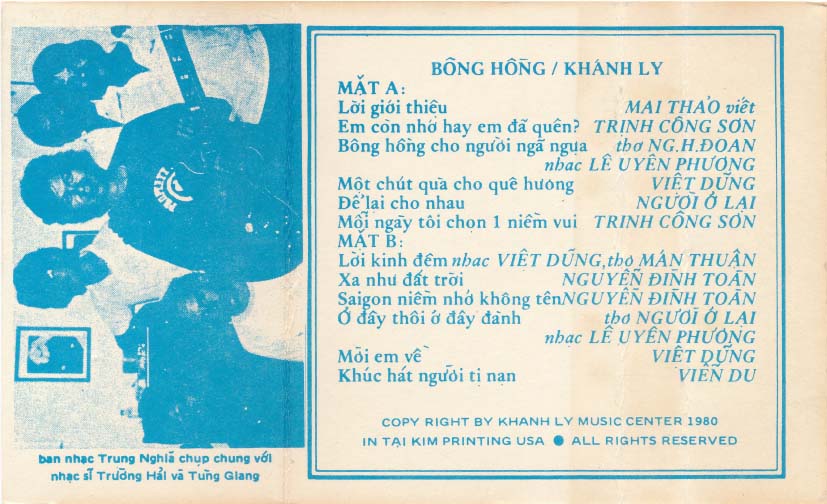 BÔNG HỒNG / KHÁNH LY
MẶT A:
Lời giới thiệu MAI THẢO viết
Em còn nhớ hay em đã quên? TRỊNH CÔNG SƠN
Bông hồng cho người ngã ngựa thơ NG.H.ĐOAN
nhạc LÊ UYÊN PHƯƠNG
Một chút quà cho quê hương VIỆT DŨNG
Để lại cho nhau NGƯỜI Ở LẠI
Mỗi ngày tôi chọn 1 niềm vui TRỊNH CÔNG SƠN
MẶT B:
Lời kinh đêm nhạc VIỆT DŨNG, thơ MÂN THUẬN
Xa như đất trời NGUYỄN ĐÌNH TOÀN
Saigon niềm nhớ không tên NGUYỄN ĐÌNH TOÀN
Ở đây thôi ở đây đành thơ NGƯỜI Ở LẠI
nhạc LÊ UYÊN PHƯƠNG
Mời em về VIỆT DŨNG
Khúc hát người tị nạn VIỄN DU
COPY RIGHT BY KHANH LY MUSIC CENTER 1980
IN TẠI KIM PRINTING USA ● ALL RIGHTS RESERVED
ban nhạc Trung Nghĩa chụp chung với
nhạc sĩ Trường Hải và Tùng Giang